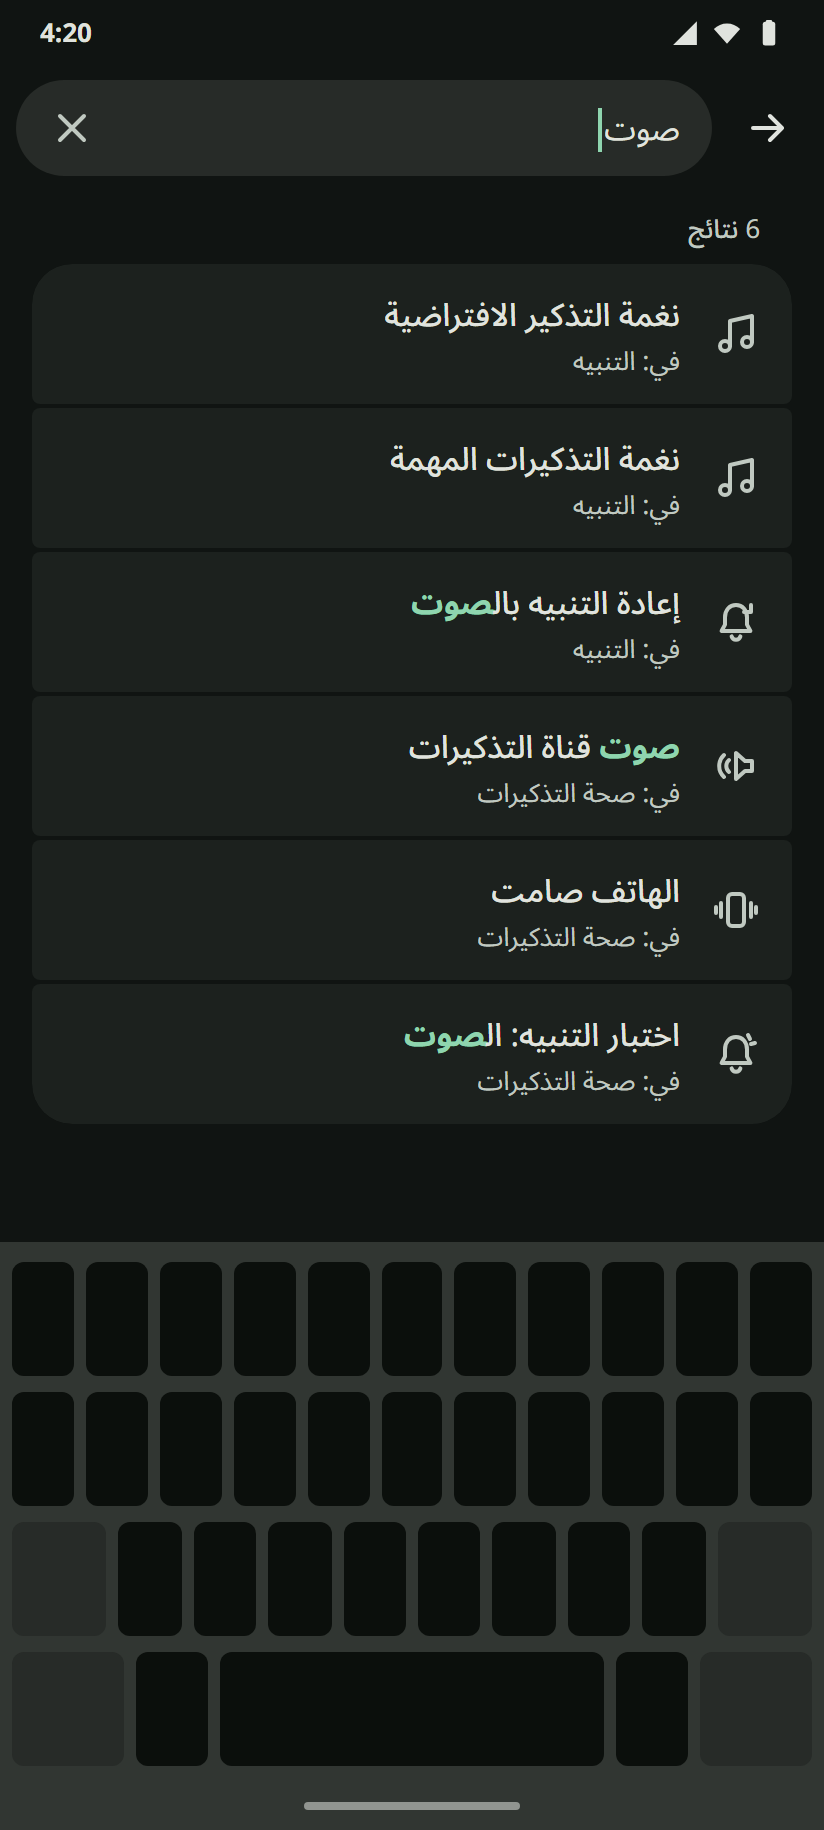 4:20
صوت
6 نتائج
نغمة التذكير الافتراضية
في: التنبيه
نغمة التذكيرات المهمة
في: التنبيه
إعادة التنبيه بالصوت
في: التنبيه
صوت قناة التذكيرات
في: صحة التذكيرات
الهاتف صامت
في: صحة التذكيرات
اختبار التنبيه: الصوت
في: صحة التذكيرات